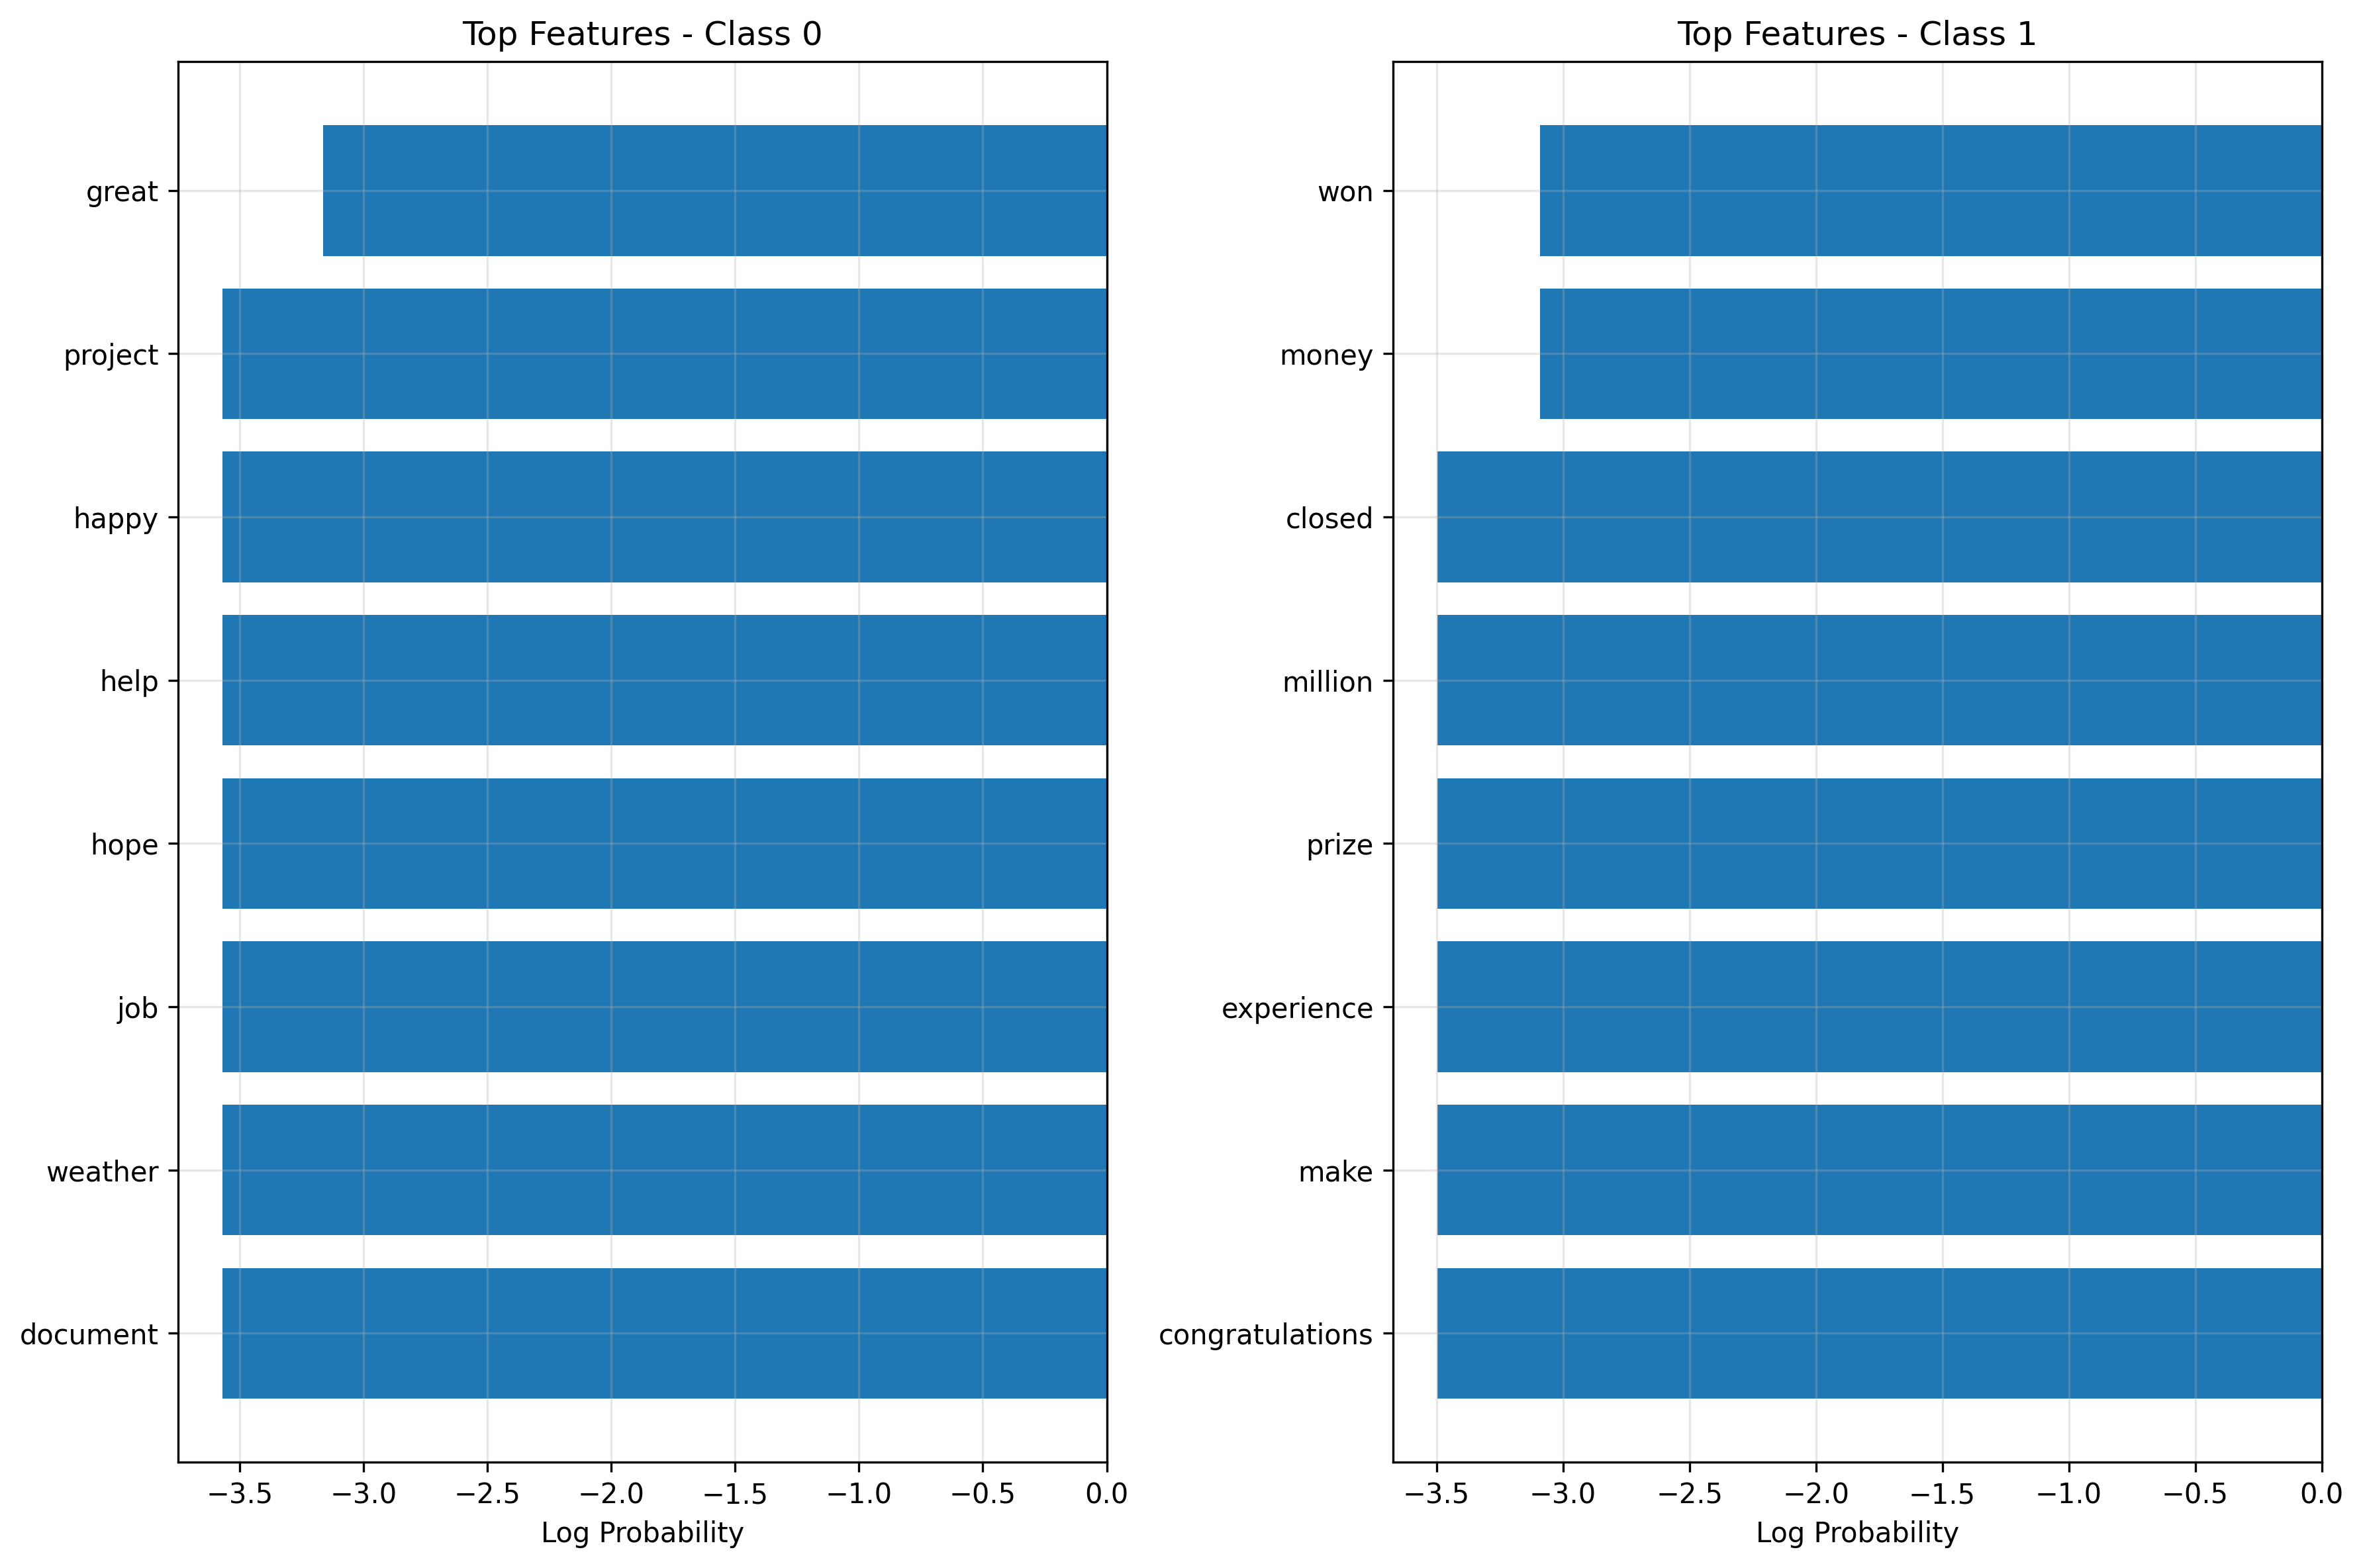 Top Features - Class 0
great
project
happy
help
hope
job
weather
document
−3.5 −3.0 −2.5 −2.0 −1.5 −1.0 −0.5 0.0
Log Probability
Top Features - Class 1
won
money
closed
million
prize
experience
make
congratulations
−3.5 −3.0 −2.5 −2.0 −1.5 −1.0 −0.5 0.0
Log Probability